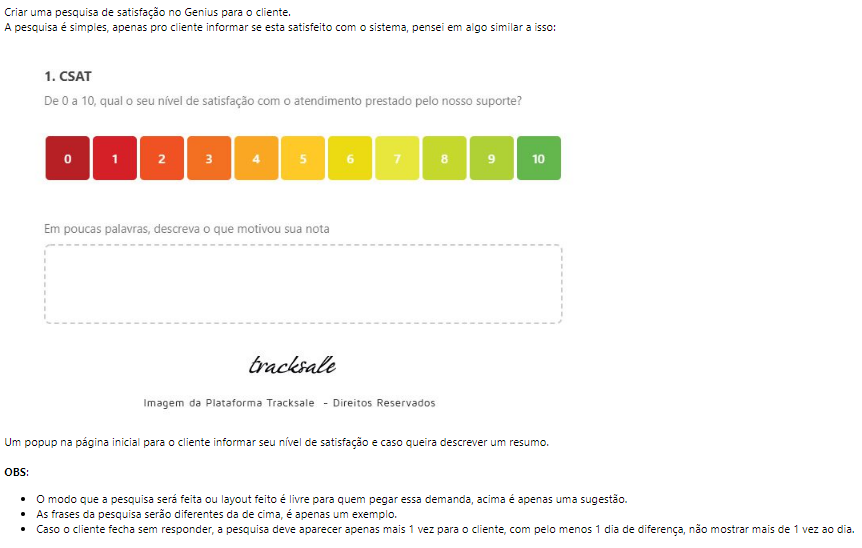 Criar uma pesquisa de satisfação no Genius para o cliente.
A pesquisa é simples, apenas pro cliente informar se esta satisfeito com o sistema, pensei em algo similar a isso:
1. CSAT
De 0 a 10, qual o seu nível de satisfação com o atendimento prestado pelo nosso suporte?
0 1 2 3 4 5 6 7 8 9 10
Em poucas palavras, descreva o que motivou sua nota
tracksale
Imagem da Plataforma Tracksale - Direitos Reservados
Um popup na página inicial para o cliente informar seu nível de satisfação e caso queira descrever um resumo.
OBS:
• O modo que a pesquisa será feita ou layout feito é livre para quem pegar essa demanda, acima é apenas uma sugestão.
• As frases da pesquisa serão diferentes da de cima, é apenas um exemplo.
• Caso o cliente fecha sem responder, a pesquisa deve aparecer apenas mais 1 vez para o cliente, com pelo menos 1 dia de diferença, não mostrar mais de 1 vez ao dia.